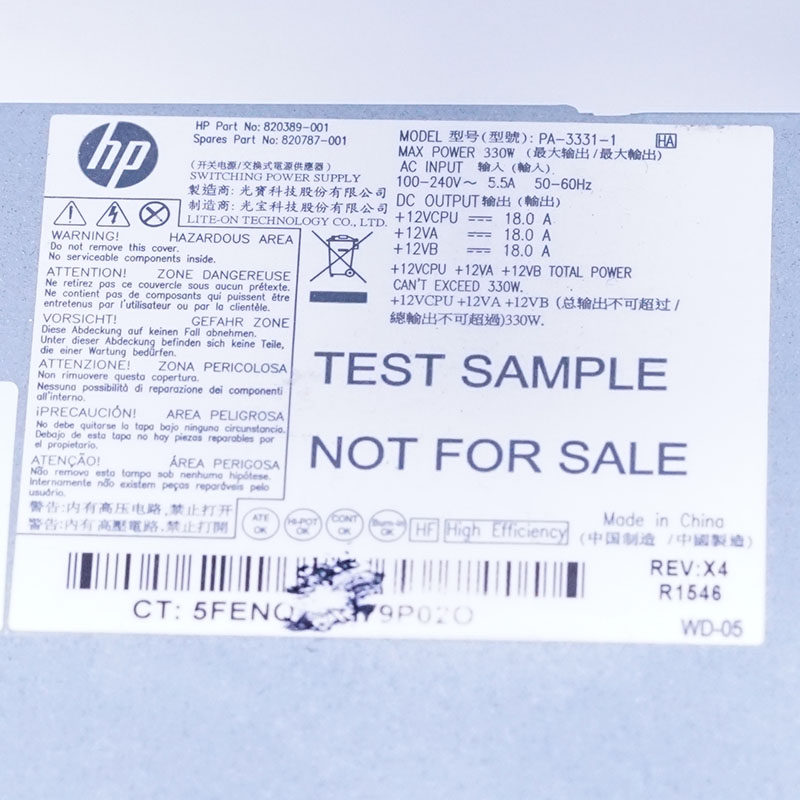 hp
HP Part No: 820389-001
Spares Part No: 820787-001
(开关电源/交换式電源供應器)
SWITCHING POWER SUPPLY
製造商: 光寶科技股份有限公司
制造商: 光宝科技股份有限公司
LITE-ON TECHNOLOGY CO., LTD.
MODEL 型号(型號): PA-3331-1
HA
MAX POWER 330W (最大输出/最大輸出)
AC INPUT 输入 (輸入)
100-240V~ 5.5A 50-60Hz
DC OUTPUT输出 (輸出)
+12VCPU 18.0 A
+12VA 18.0 A
+12VB 18.0 A
+12VCPU +12VA +12VB TOTAL POWER
CAN'T EXCEED 330W.
+12VCPU +12VA +12VB (总输出不可超过/
總輸出不可超過)330W.
WARNING! HAZARDOUS AREA
Do not remove this cover.
No serviceable components inside.
ATTENTION! ZONE DANGEREUSE
Ne retirez pas ce couvercle sous aucun prétexte.
Ne contient pas de composants qui puissent être
entretenus par l'utilisateur ou par la clientèle.
VORSICHT! GEFAHR ZONE
Diese Abdeckung auf keinen Fall abnehmen.
Unter dieser Abdeckung befinden sich keine Teile,
die einer Wartung bedürfen.
ATTENZIONE! ZONA PERICOLOSA
Non rimuovere questa copertura.
Nessuna possibilitò di reparazione dei componenti
all'interno.
¡PRECAUCIÓN! AREA PELIGROSA
No debe quitarse la tapa bajo ninguna circunstancia.
Debajo de esta tapa no hay piezas reparables por
el propietario.
ATENÇÃO! ÁREA PERIGOSA
Não remova esta tampa sob nenhuma hipótese.
Internamente não existem peças reparáveis pelo
usuário.
警告:内有高压电路,禁止打开
警告:内有高壓電路,禁止打開
TEST SAMPLE
NOT FOR SALE
ATE OK
HI-POT OK
CONT OK
Burn-in OK
HF
High Efficiency
Made in China
(中国制造 /中國製造)
CT: 5FENQ 79P02O
REV:X4
R1546
WD-05